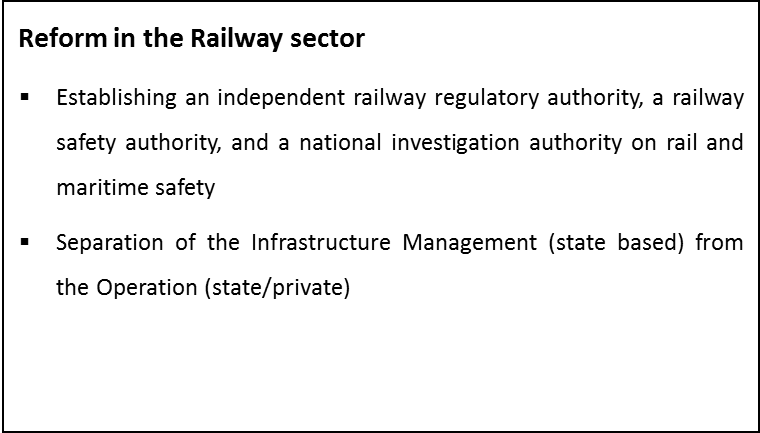 Reform in the Railway sector
▪ Establishing an independent railway regulatory authority, a railway
safety authority, and a national investigation authority on rail and
maritime safety
▪ Separation of the Infrastructure Management (state based) from
the Operation (state/private)